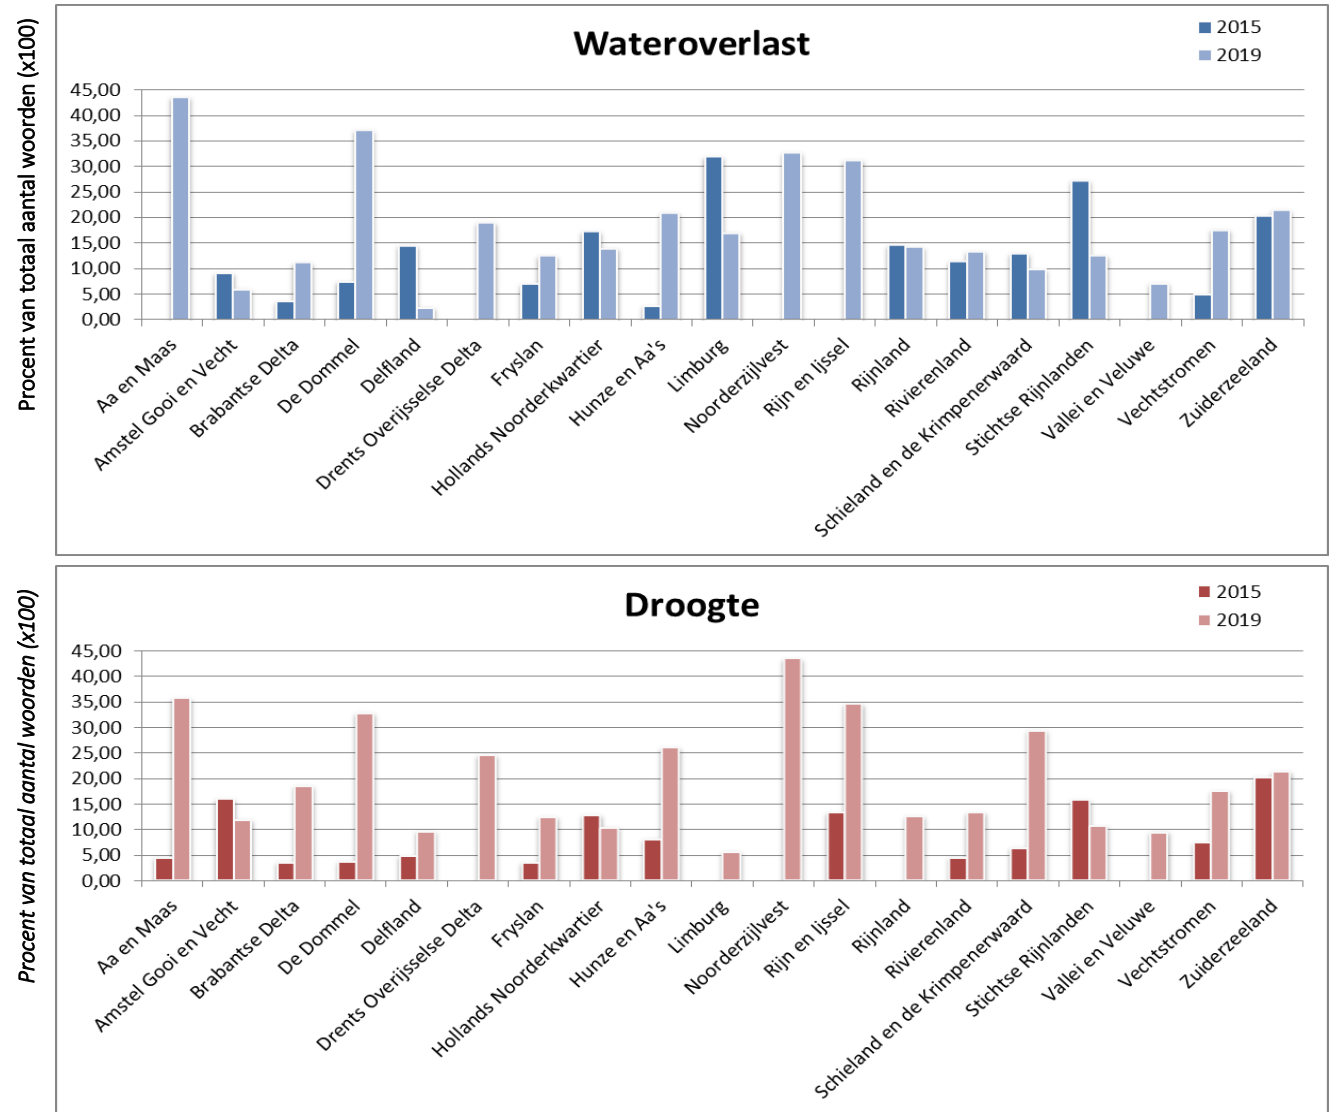 Wateroverlast
2015
2019
Procent van totaal aantal woorden (x100)
45,00
40,00
35,00
30,00
25,00
20,00
15,00
10,00
5,00
0,00
Aa en Maas
Amstel Gooi en Vecht
Brabantse Delta
De Dommel
Delfland
Drents Overijsselse Delta
Fryslan
Hollands Noorderkwartier
Hunze en Aa's
Limburg
Noorderzijlvest
Rijn en Ijssel
Rijnland
Rivierenland
Schieland en de Krimpenerwaard
Stichtse Rijnlanden
Vallei en Veluwe
Vechtstromen
Zuiderzeeland
Droogte
2015
2019
Procent van totaal aantal woorden (x100)
45,00
40,00
35,00
30,00
25,00
20,00
15,00
10,00
5,00
0,00
Aa en Maas
Amstel Gooi en Vecht
Brabantse Delta
De Dommel
Delfland
Drents Overijsselse Delta
Fryslan
Hollands Noorderkwartier
Hunze en Aa's
Limburg
Noorderzijlvest
Rijn en Ijssel
Rijnland
Rivierenland
Schieland en de Krimpenerwaard
Stichtse Rijnlanden
Vallei en Veluwe
Vechtstromen
Zuiderzeeland